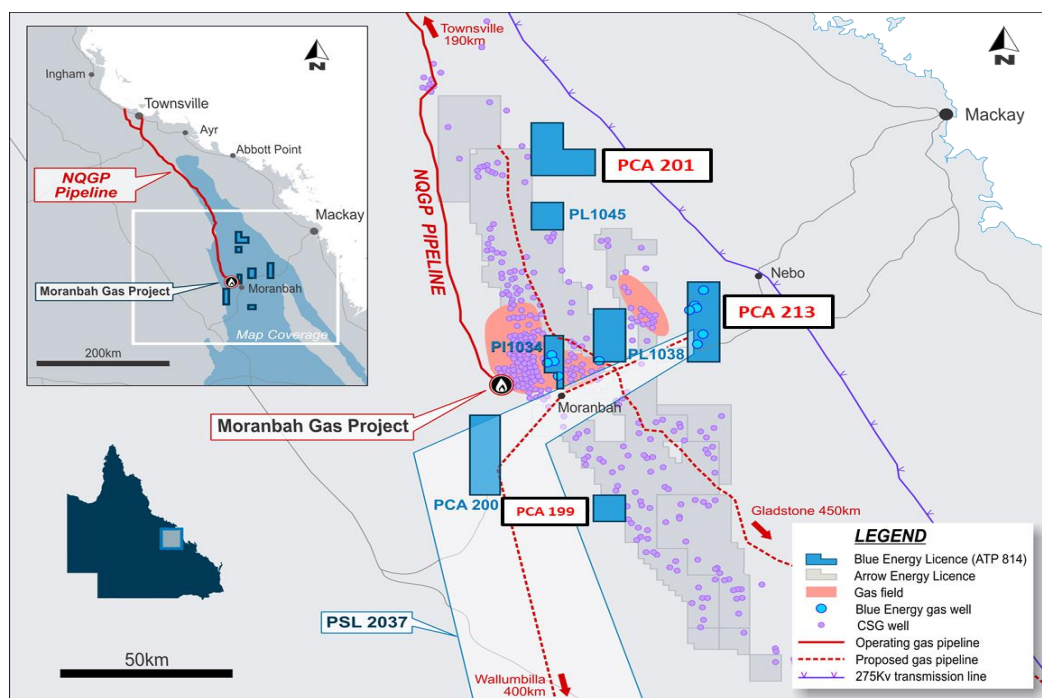 Ingham
Townsville
Ayr
Abbott Point
NQGP
Pipeline
Mackay
Moranbah Gas Project
Moranbah
Map Coverage
200km
N
Townsville
190km
N
Mackay
PCA 201
NQGP PIPELINE
PL1045
Nebo
PCA 213
Pl1034
PL1038
Moranbah Gas Project
Moranbah
PCA 200
PCA 199
Gladstone 450km
PSL 2037
50km
Wallumbilla
400km
LEGEND
Blue Energy Licence (ATP 814)
Arrow Energy Licence
Gas field
Blue Energy gas well
CSG well
Operating gas pipeline
Proposed gas pipeline
275Kv transmission line